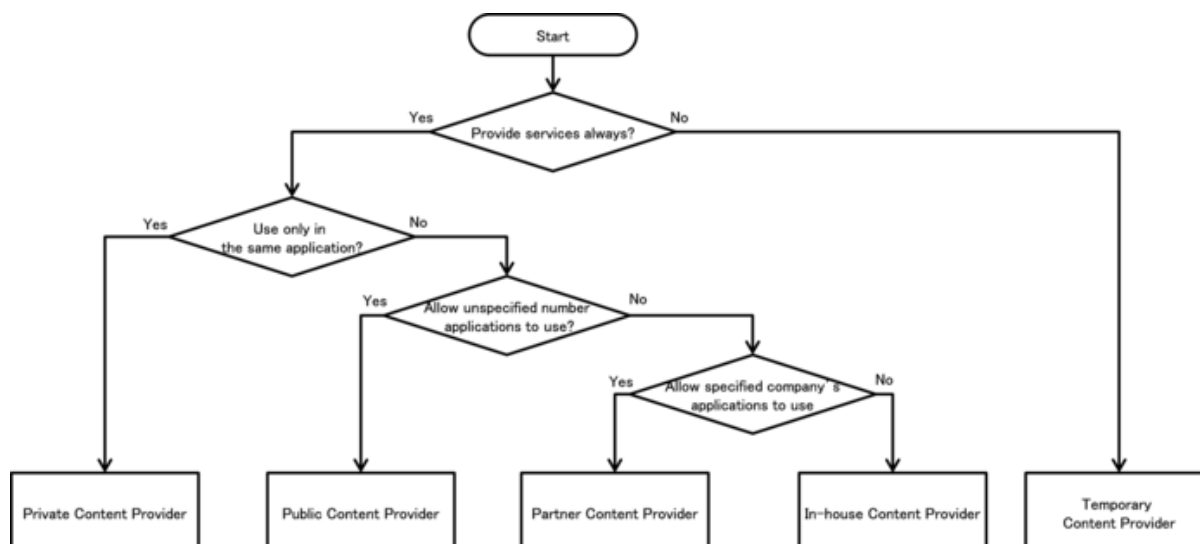 Start
Yes
No
Provide services always?
Yes
No
Use only in
the same application?
Yes
No
Allow unspecified number
applications to use?
Yes
No
Allow specified company's
applications to use
Private Content Provider
Public Content Provider
Partner Content Provider
In-house Content Provider
Temporary
Content Provider